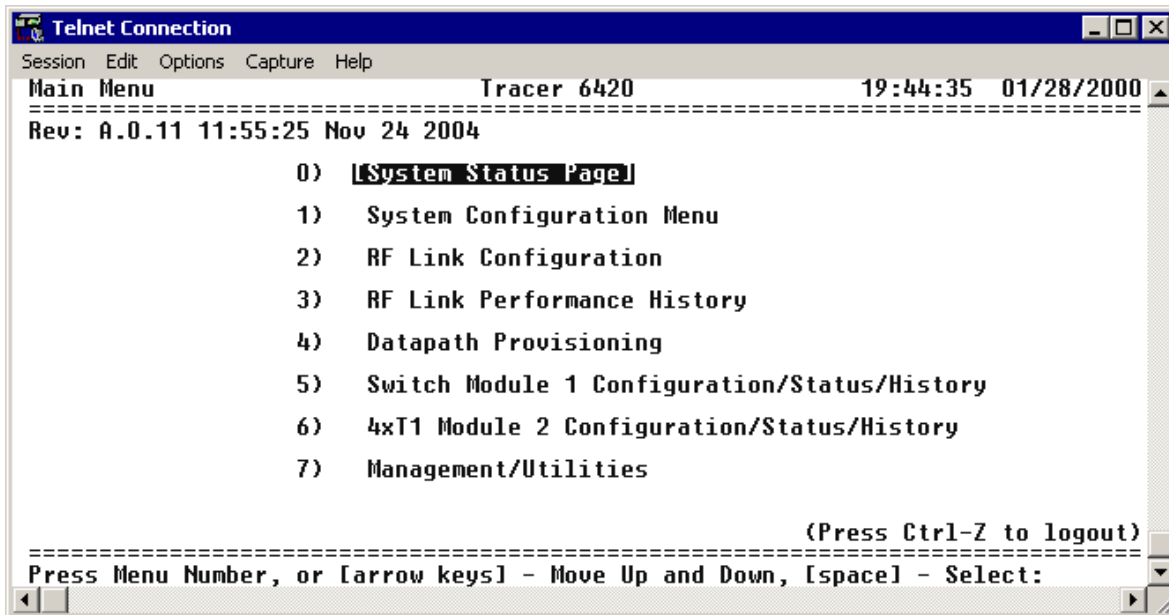 Telnet Connection
Session Edit Options Capture Help
Main Menu Tracer 6420 19:44:35 01/28/2000
===============================================================================
Rev: A.0.11 11:55:25 Nov 24 2004
0) [System Status Page]
1) System Configuration Menu
2) RF Link Configuration
3) RF Link Performance History
4) Datapath Provisioning
5) Switch Module 1 Configuration/Status/History
6) 4xT1 Module 2 Configuration/Status/History
7) Management/Utilities
(Press Ctrl-Z to logout)
===============================================================================
Press Menu Number, or [arrow keys] - Move Up and Down, [space] - Select: